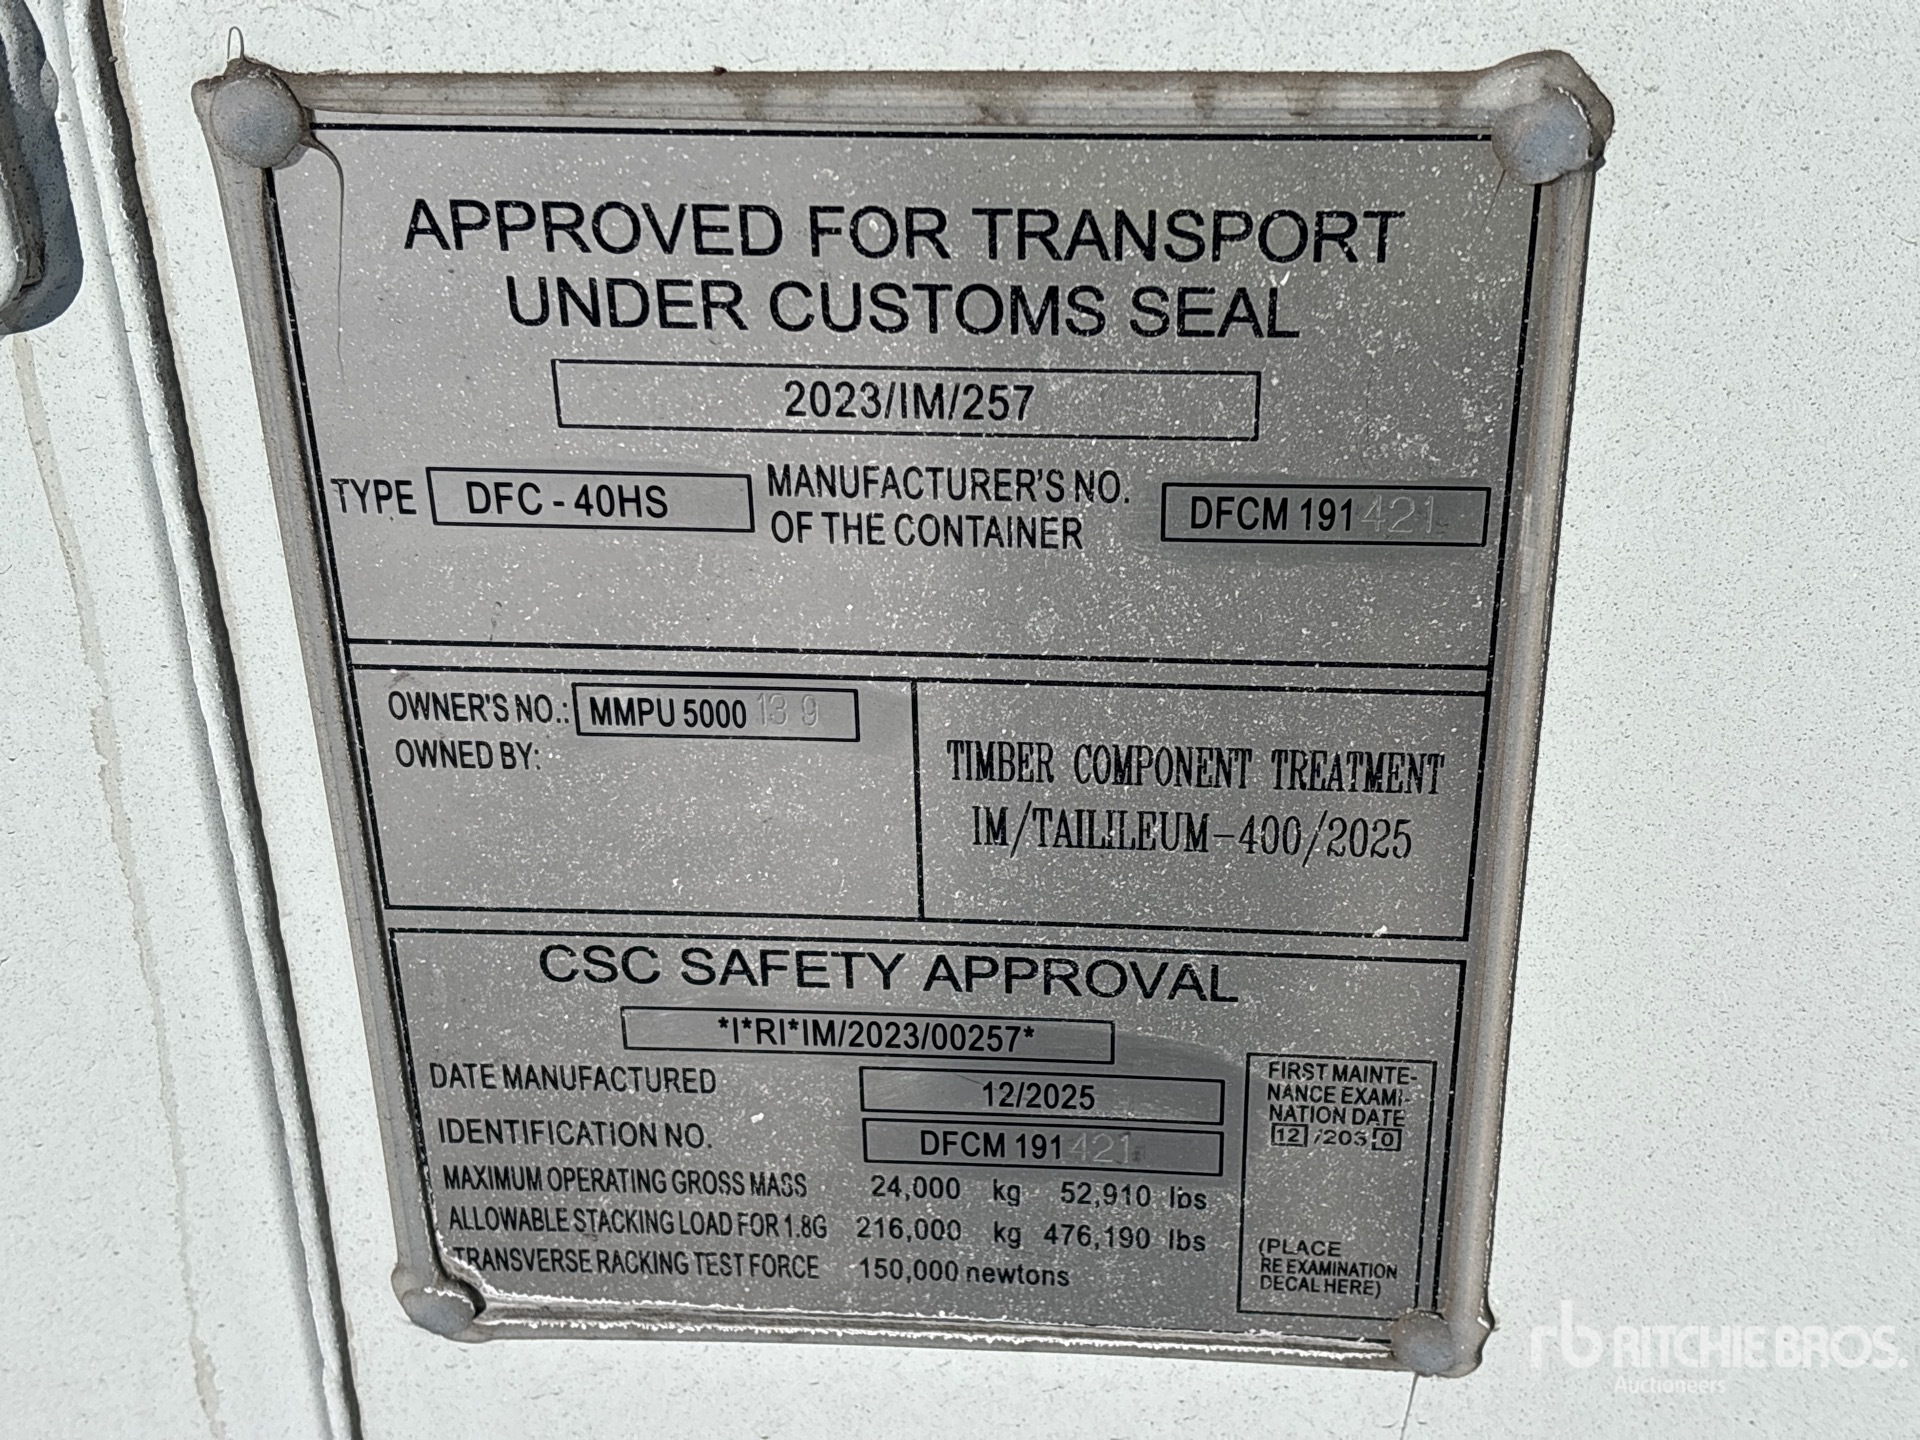 APPROVED FOR TRANSPORT
UNDER CUSTOMS SEAL
2023/IM/257
TYPE DFC - 40HS
MANUFACTURER'S NO.
OF THE CONTAINER
DFCM 191421
OWNER'S NO.: MMPU 500013 9
OWNED BY:
TIMBER COMPONENT TREATMENT
IM/TAILILEUM-400/2025
CSC SAFETY APPROVAL
*I*RI*IM/2023/00257*
DATE MANUFACTURED 12/2025
IDENTIFICATION NO. DFCM 191421
MAXIMUM OPERATING GROSS MASS 24,000 kg 52,910 lbs
ALLOWABLE STACKING LOAD FOR 1.8G 216,000 kg 476,190 lbs
TRANSVERSE RACKING TEST FORCE 150,000 newtons
FIRST MAINTE-
NANCE EXAMI-
NATION DATE
12/2030
(PLACE
RE EXAMINATION
DECAL HERE)
rb RITCHIE BROS.
Auctioneers